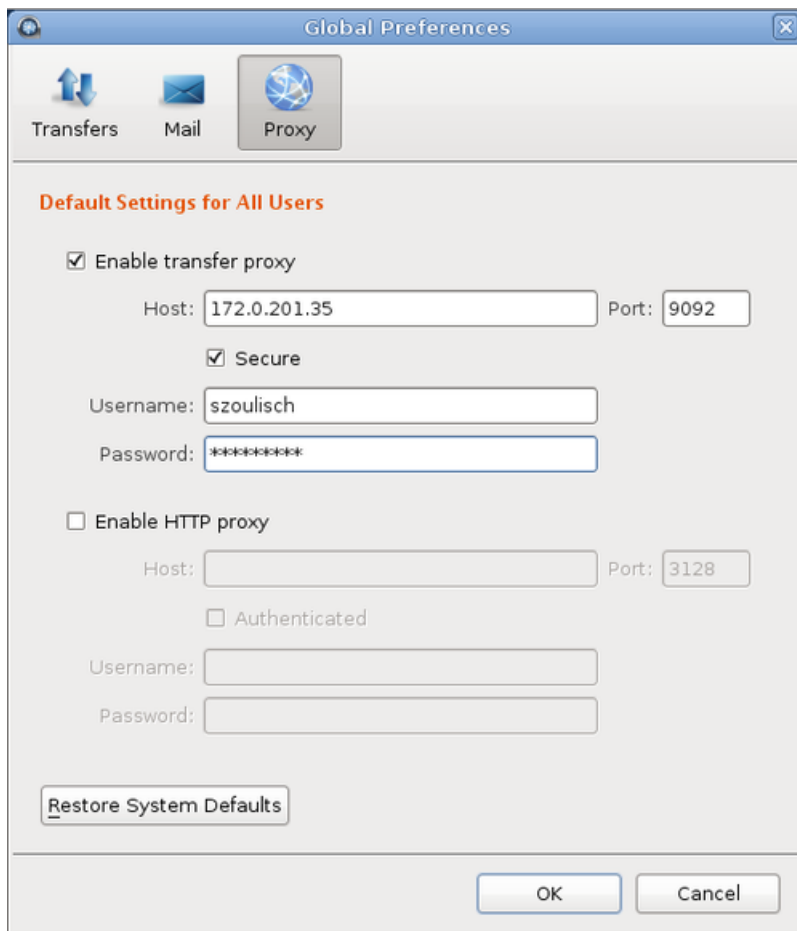 Global Preferences
Transfers Mail Proxy
Default Settings for All Users
Enable transfer proxy
Host: 172.0.201.35 Port: 9092
Secure
Username: szoulisch
Password: *********
Enable HTTP proxy
Host: Port: 3128
Authenticated
Username:
Password:
Restore System Defaults
OK Cancel